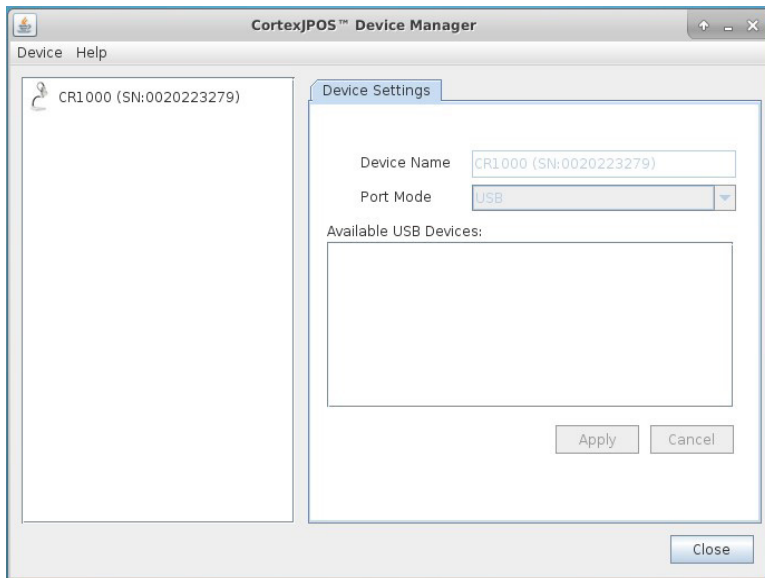 CortexJPOS™ Device Manager
Device Help
CR1000 (SN:0020223279)
Device Settings
Device Name CR1000 (SN:0020223279)
Port Mode USB
Available USB Devices:
Apply Cancel
Close